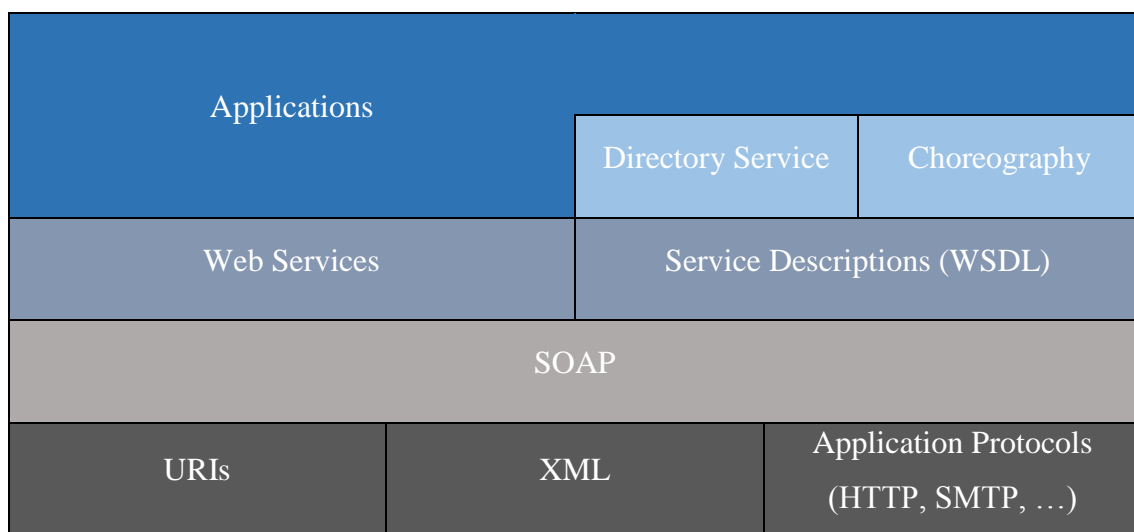 Applications
Directory Service
Choreography
Web Services
Service Descriptions (WSDL)
SOAP
URIs
XML
Application Protocols
(HTTP, SMTP, …)